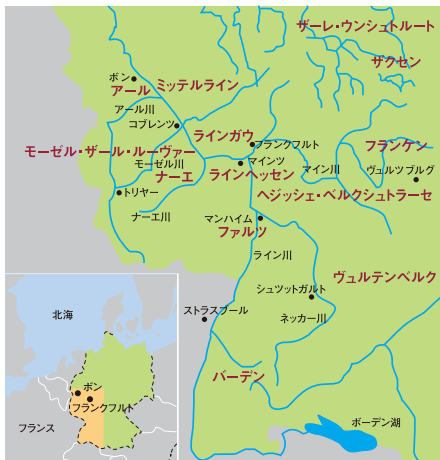 ザーレ・ウンシュトルート
ザクセン
ボン
アール
ミッテルライン
アール川
コブレンツ
ラインガウ
フランクフルト
フランケン
モーゼル・ザール・ルーヴァー
モーゼル川
マインツ
マイン川
ヴュルツブルグ
ナーエ
ラインヘッセン
トリヤー
ヘジッシェ・ベルクシュトラーセ
ナーエ川
マンハイム
ファルツ
ライン川
ヴュルテンベルク
シュツットガルト
ストラスブール
ネッカー川
バーデン
ボーデン湖
北海
ボン
フランクフルト
フランス